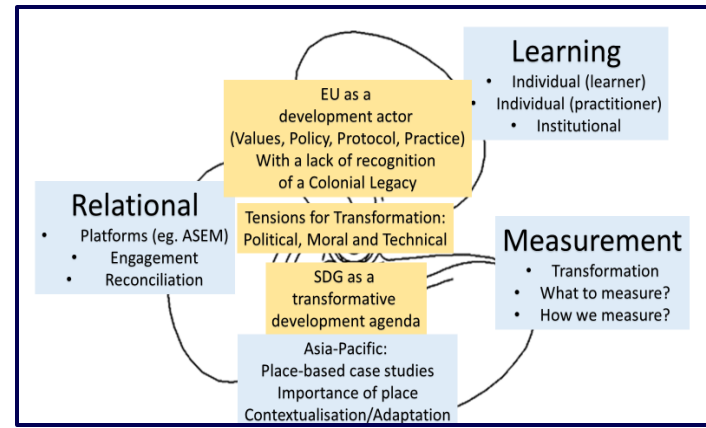 Learning
• Individual (learner)
• Individual (practitioner)
• Institutional
EU as a
development actor
(Values, Policy, Protocol, Practice)
With a lack of recognition
of a Colonial Legacy
Relational
• Platforms (eg. ASEM)
• Engagement
• Reconciliation
Tensions for Transformation:
Political, Moral and Technical
Measurement
• Transformation
• What to measure?
• How we measure?
SDG as a
transformative
development agenda
Asia-Pacific:
Place-based case studies
Importance of place
Contextualisation/Adaptation